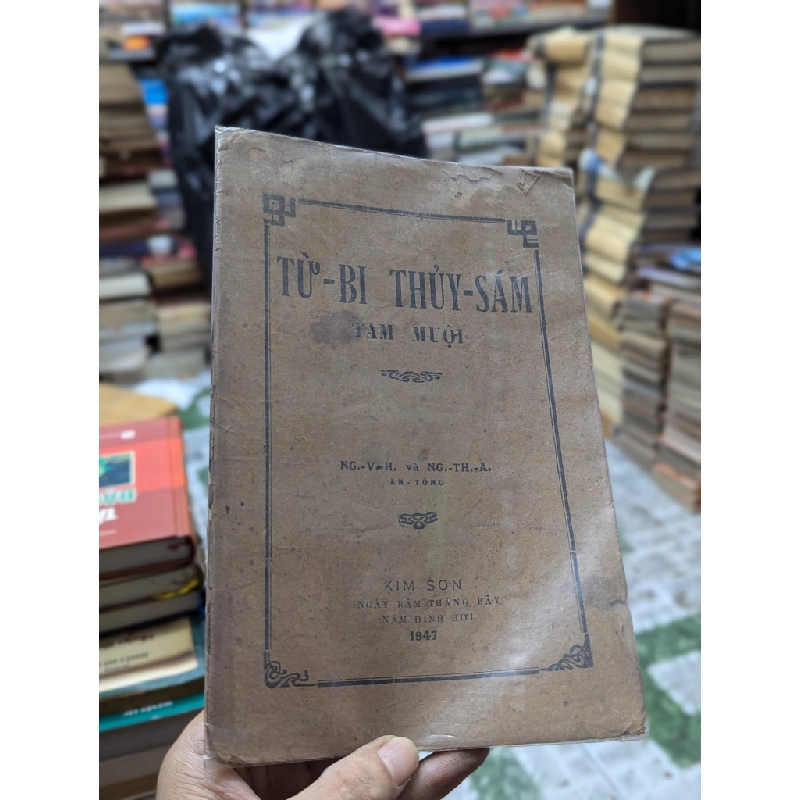 TỪ-BI THỦY-SÁM
TAM MUỘI
NG.-V.-H. và NG.-TH.-A.
ẤN-TỐNG
KIM SON
NGÀY RẰM THÁNG BẢY
NĂM ĐINH-HỢI
1947